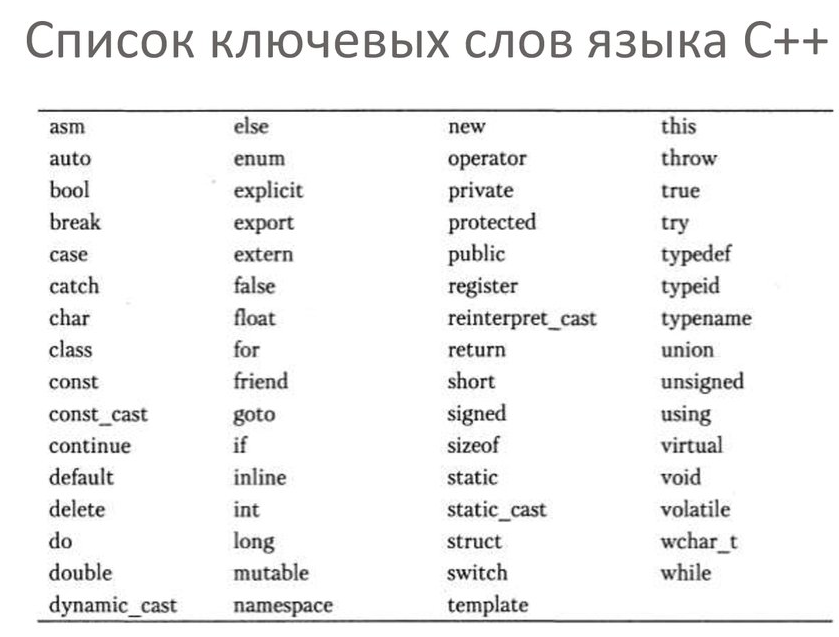 Список ключевых слов языка C++
asm else new this
auto enum operator throw
bool explicit private true
break export protected try
case extern public typedef
catch false register typeid
char float reinterpret_cast typename
class for return union
const friend short unsigned
const_cast goto signed using
continue if sizeof virtual
default inline static void
delete int static_cast volatile
do long struct wchar_t
double mutable switch while
dynamic_cast namespace template